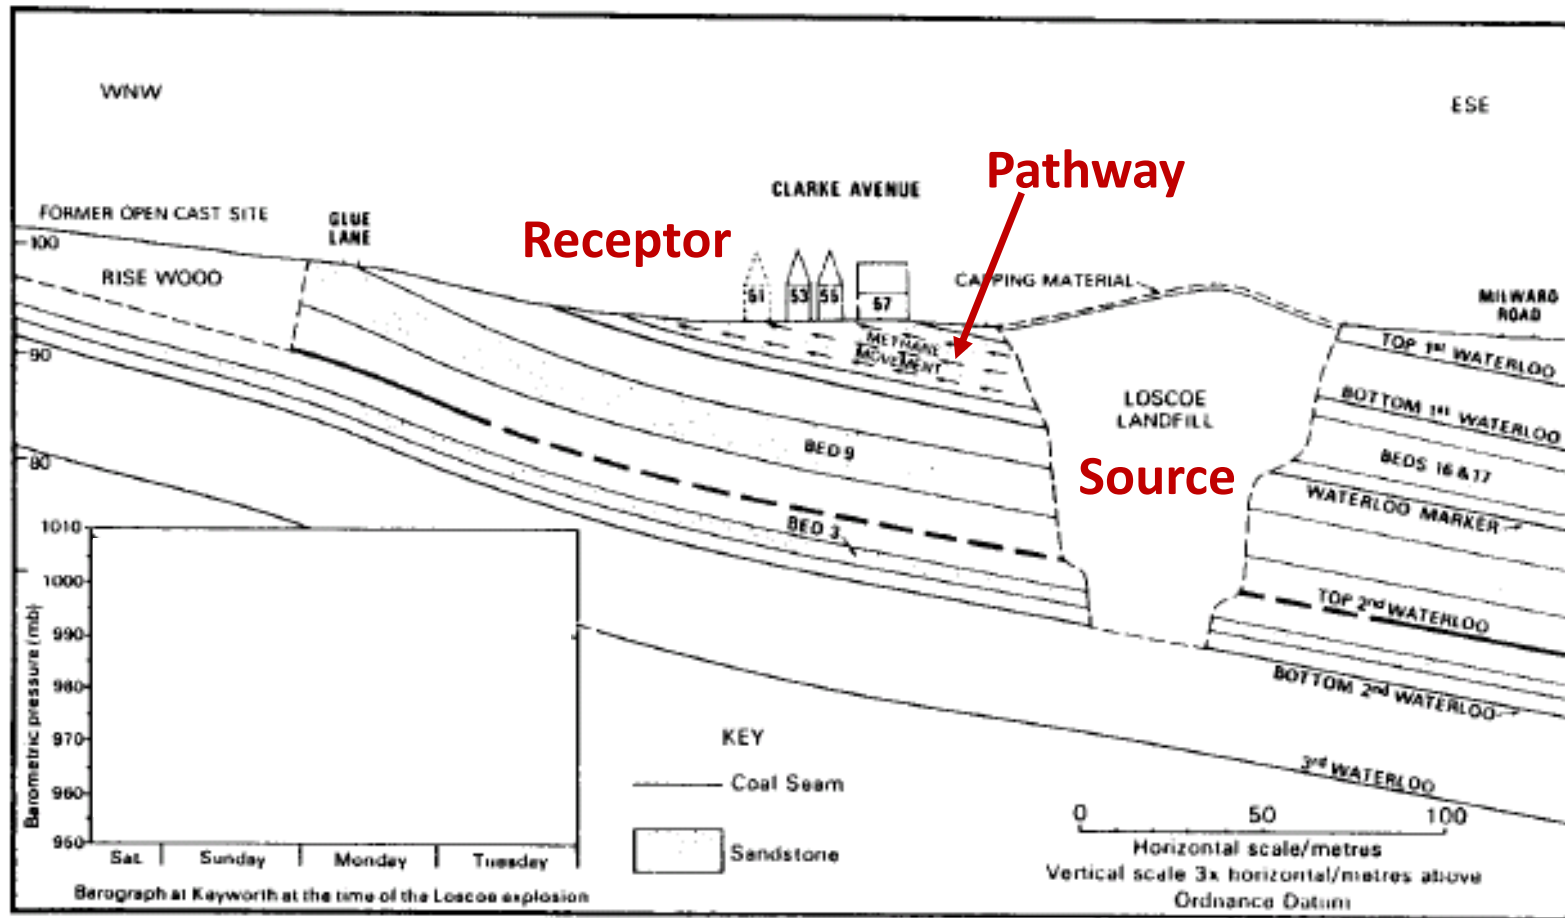 WNW
ESE
Pathway
CLARKE AVENUE
FORMER OPEN CAST SITE
GLUE
LANE
Receptor
100
RISE WOOD
61
53
55
57
CAPPING MATERIAL
MILWARD
ROAD
METHANE
MOVEMENT
TOP 1st WATERLOO
90
LOSCOE
LANDFILL
BOTTOM 1st WATERLOO
BED 9
BEDS 16 & 17
80
Source
WATERLOO MARKER
BED 3
TOP 2nd WATERLOO
BOTTOM 2nd WATERLOO
3rd WATERLOO
1010
1000
990
980
970
960
950
Barometric pressure (mb)
Sat.
Sunday
Monday
Tuesday
Barograph at Keyworth at the time of the Loscoe explosion
KEY
Coal Seam
Sandstone
0
50
100
Horizontal scale/metres
Vertical scale 3x horizontal/metres above
Ordnance Datum